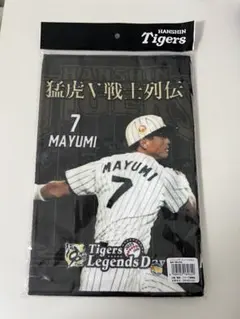 HANSHIN
Tigers
猛虎V戦士列伝
7
MAYUMI
MAYUMI
7
Tigers
Legends Day